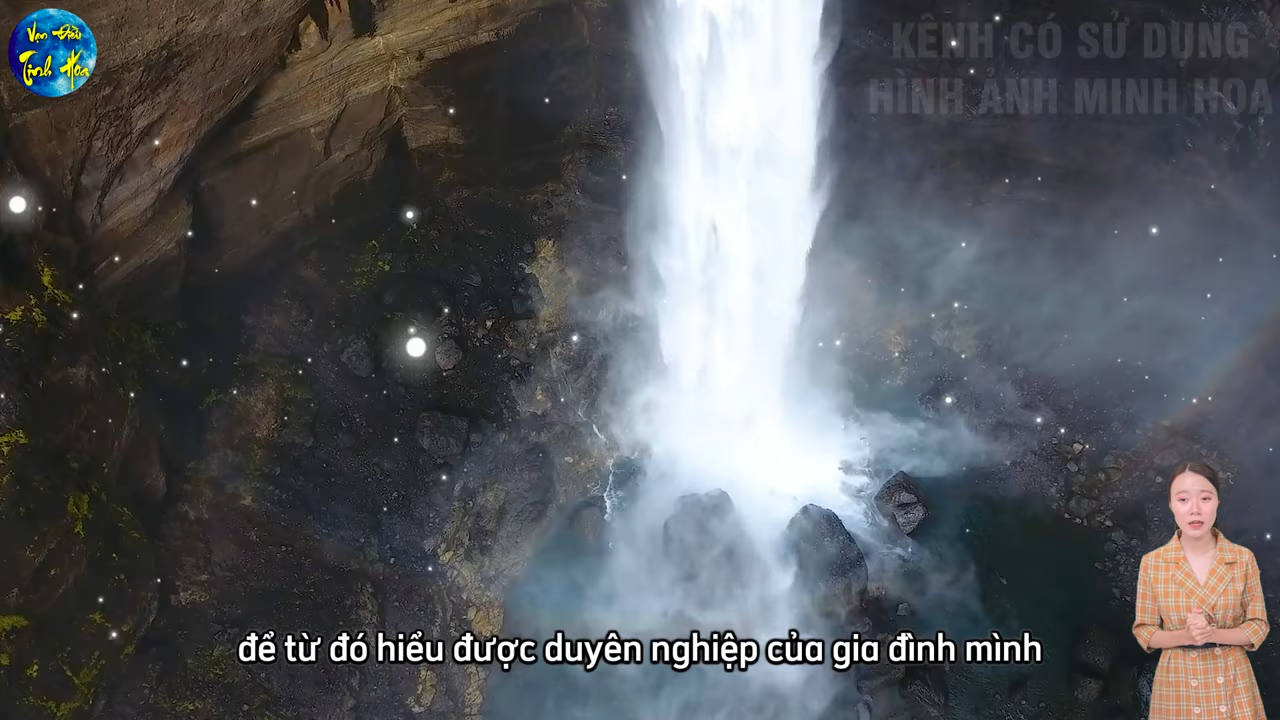 Vạn Điều
Tinh Hoa
KÊNH CÓ SỬ DỤNG
HÌNH ẢNH MINH HỌA
để từ đó hiểu được duyên nghiệp của gia đình mình